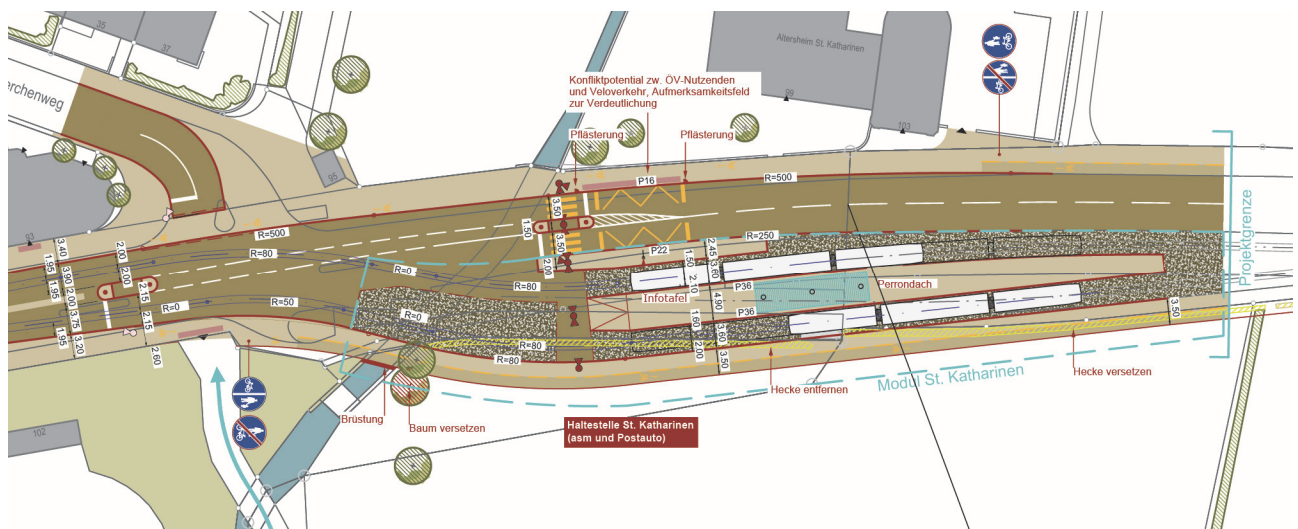 35
37
erchenweg
93
95
Altersheim St. Katharinen
99
103
Konfliktpotential zw. ÖV-Nutzenden
und Veloverkehr, Aufmerksamkeitsfeld
zur Verdeutlichung
Pflästerung
Pflästerung
P16
R=500
R=500
R=80
R=0
R=50
3.40
1.95
3.90
1.95
2.00
3.75
1.95
3.20
2.00
2.00
2.15
2.15
2.60
3.50
1.50
3.50
2.00
R=250
P22
R=0
R=80
R=0
R=80
R=80
Infotafel
P36
P36
Perrondach
2.45
1.50
3.60
2.10
4.90
1.60
3.60
2.00
3.50
3.50
Projektgrenze
Modul St. Katharinen
Hecke entfernen
Hecke versetzen
Brüstung
Baum versetzen
Haltestelle St. Katharinen
(asm und Postauto)
102